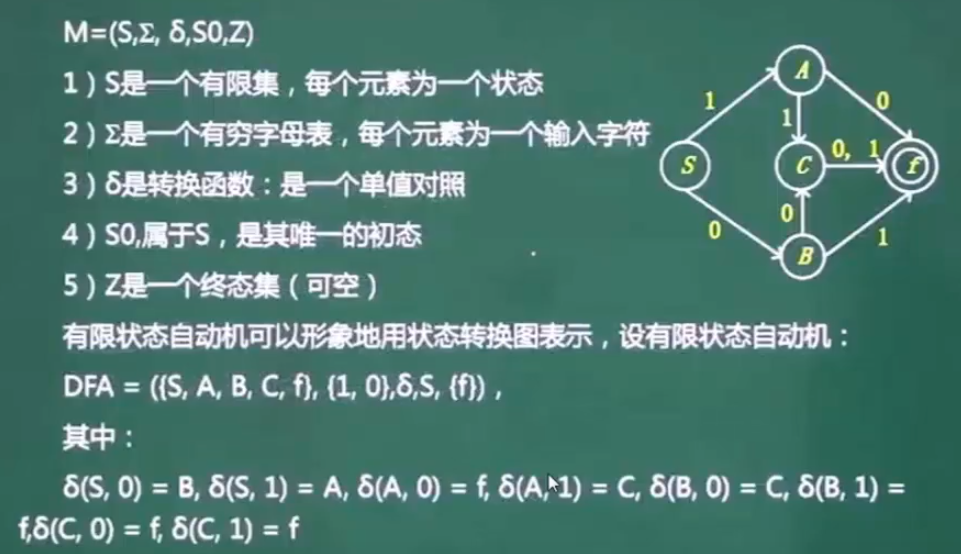 M=(S,Σ, δ,S0,Z)
1）S是一个有限集，每个元素为一个状态
2）Σ是一个有穷字母表，每个元素为一个输入字符
3）δ是转换函数：是一个单值对照
4）S0,属于S，是其唯一的初态
5）Z是一个终态集（可空）
A
1
0
1
S
C
0, 1
f
0
0
1
B
有限状态自动机可以形象地用状态转换图表示，设有限状态自动机：
DFA = ({S, A, B, C, f}, {1, 0},δ,S, {f})，
其中：
δ(S, 0) = B, δ(S, 1) = A, δ(A, 0) = f, δ(A, 1) = C, δ(B, 0) = C, δ(B, 1) =
f,δ(C, 0) = f, δ(C, 1) = f